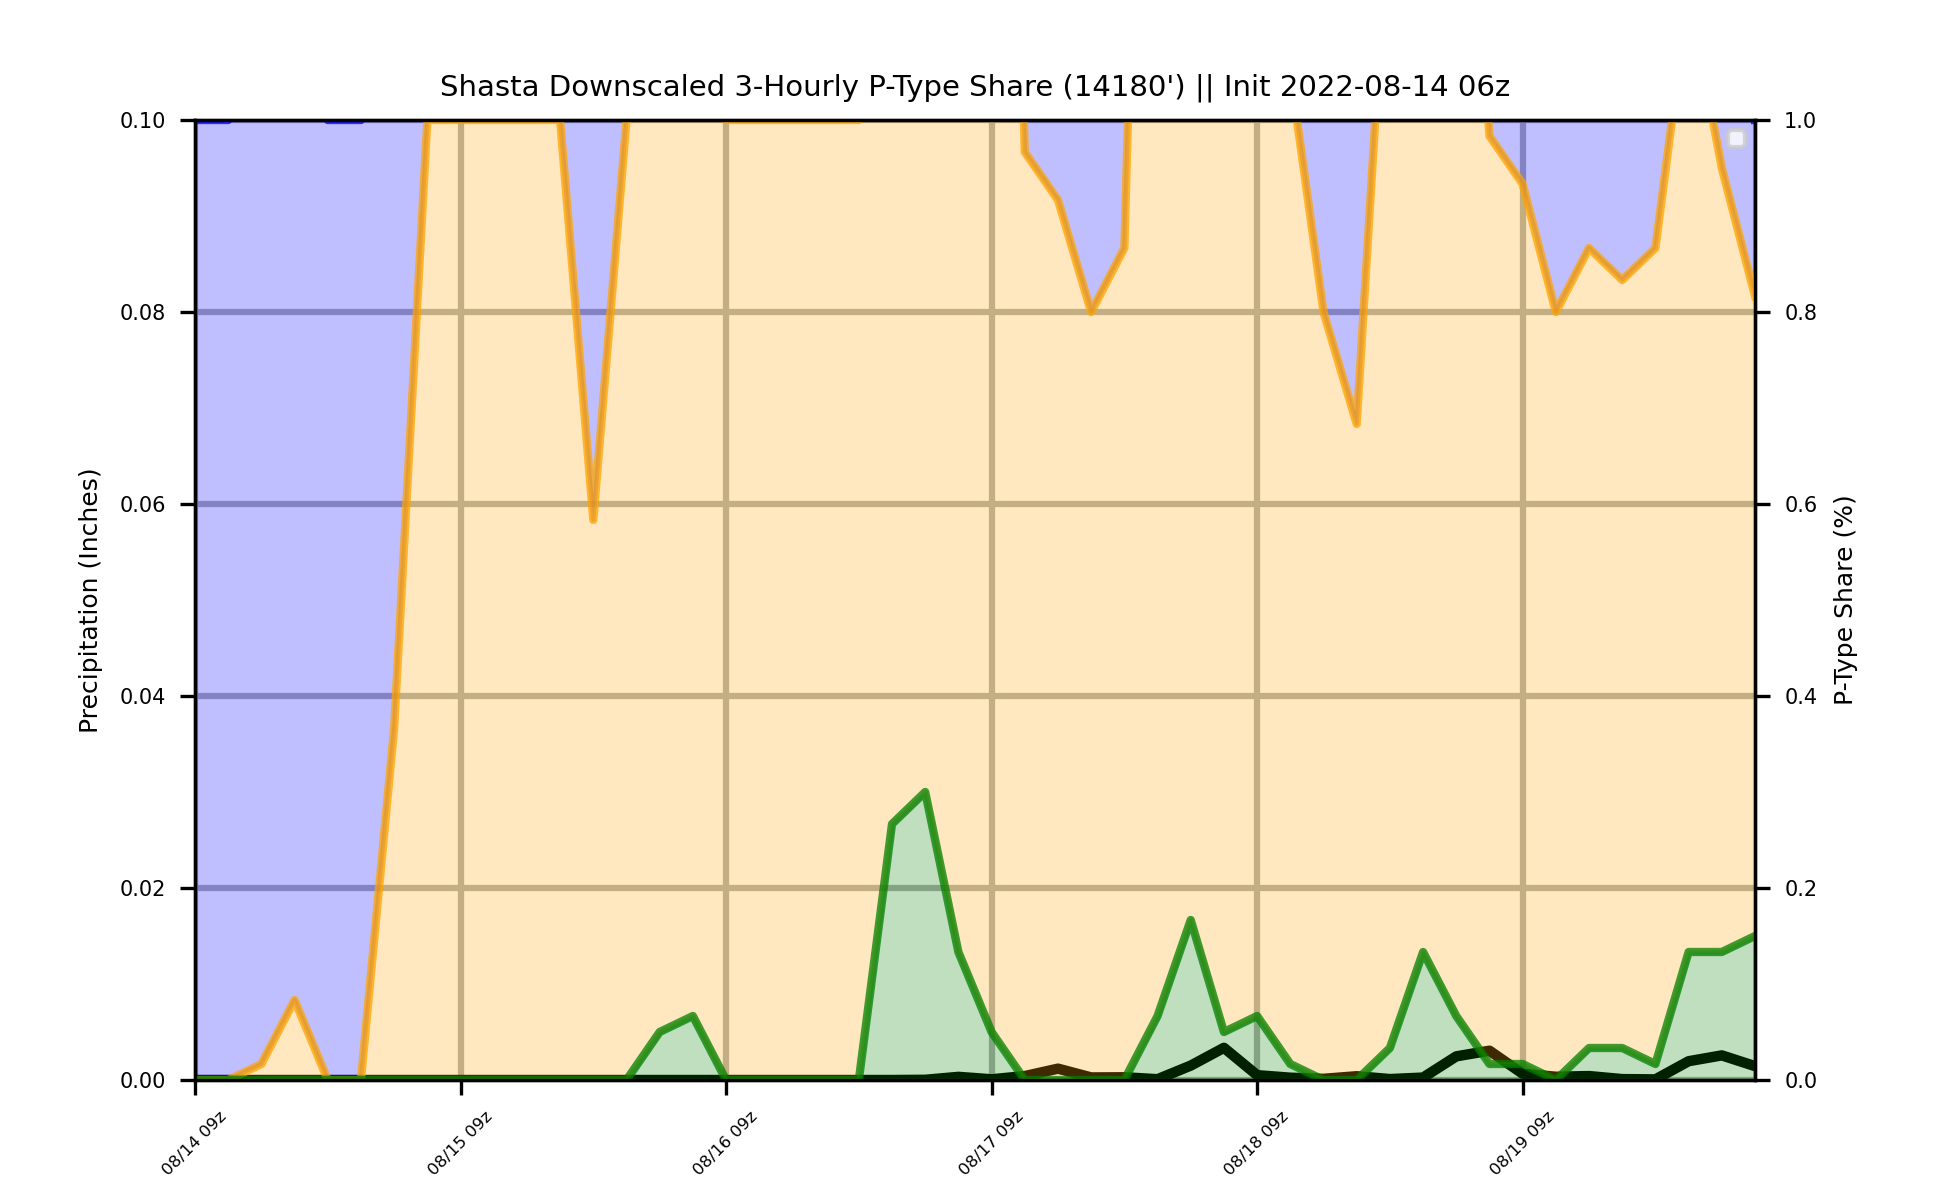 Shasta Downscaled 3-Hourly P-Type Share (14180') || Init 2022-08-14 06z
0.10
0.08
0.06
0.04
0.02
0.00
Precipitation (Inches)
1.0
0.8
0.6
0.4
0.2
0.0
P-Type Share (%)
08/14 09z
08/15 09z
08/16 09z
08/17 09z
08/18 09z
08/19 09z